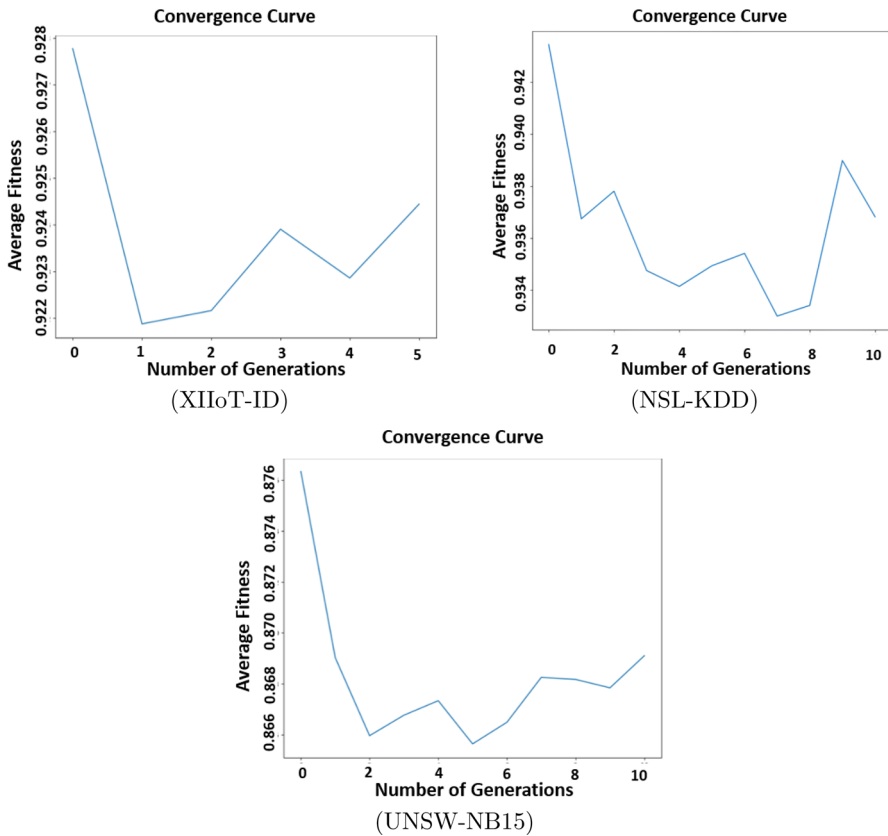 Convergence Curve
Average Fitness
0.928
0.927
0.926
0.925
0.924
0.923
0.922
0 1 2 3 4 5
Number of Generations
(XIIoT-ID)
Convergence Curve
Average Fitness
0.942
0.940
0.938
0.936
0.934
0 2 4 6 8 10
Number of Generations
(NSL-KDD)
Convergence Curve
Average Fitness
0.876
0.874
0.872
0.870
0.868
0.866
0 2 4 6 8 10
Number of Generations
(UNSW-NB15)